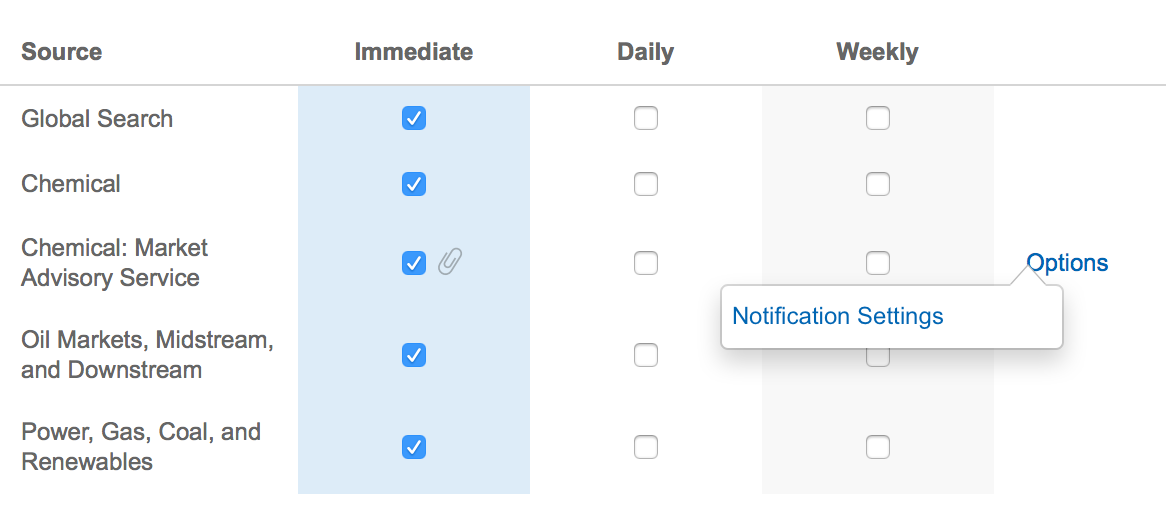 Source Immediate Daily Weekly
Global Search
Chemical
Chemical: Market
Advisory Service
Options
Notification Settings
Oil Markets, Midstream,
and Downstream
Power, Gas, Coal, and
Renewables